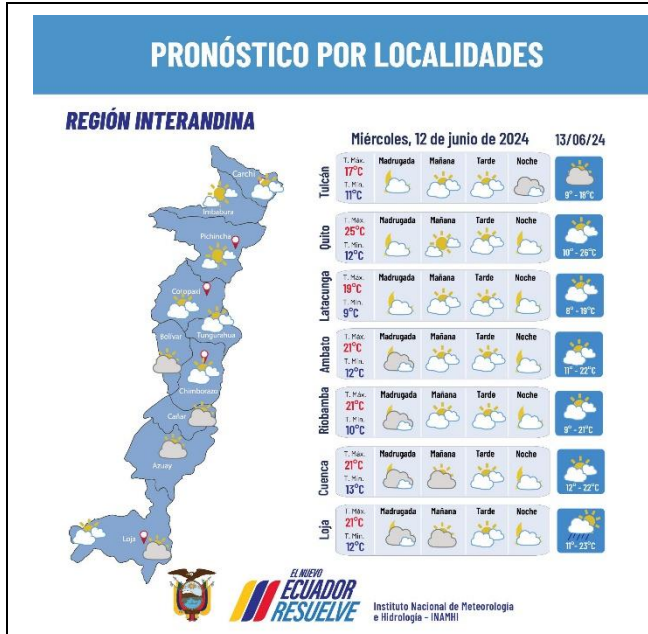 PRONÓSTICO POR LOCALIDADES
REGIÓN INTERANDINA
Miércoles, 12 de junio de 2024
13/06/24
Carchi
Imbabura
Pichincha
Cotopaxi
Tungurahua
Bolívar
Chimborazo
Cañar
Azuay
Loja
Tulcán
T. Máx.
17°C
T. Mín.
11°C
Madrugada Mañana Tarde Noche
9° - 18°C
Quito
T. Máx.
25°C
T. Mín.
12°C
Madrugada Mañana Tarde Noche
10° - 26°C
Latacunga
T. Máx.
19°C
T. Mín.
9°C
Madrugada Mañana Tarde Noche
8° - 19°C
Ambato
T. Máx.
21°C
T. Mín.
12°C
Madrugada Mañana Tarde Noche
11° - 22°C
Riobamba
T. Máx.
21°C
T. Mín.
10°C
Madrugada Mañana Tarde Noche
9° - 21°C
Cuenca
T. Máx.
21°C
T. Mín.
13°C
Madrugada Mañana Tarde Noche
12° - 22°C
Loja
T. Máx.
21°C
T. Mín.
12°C
Madrugada Mañana Tarde Noche
11° - 23°C
EL NUEVO
ECUADOR
RESUELVE
Instituto Nacional de Meteorología
e Hidrología - INAMHI